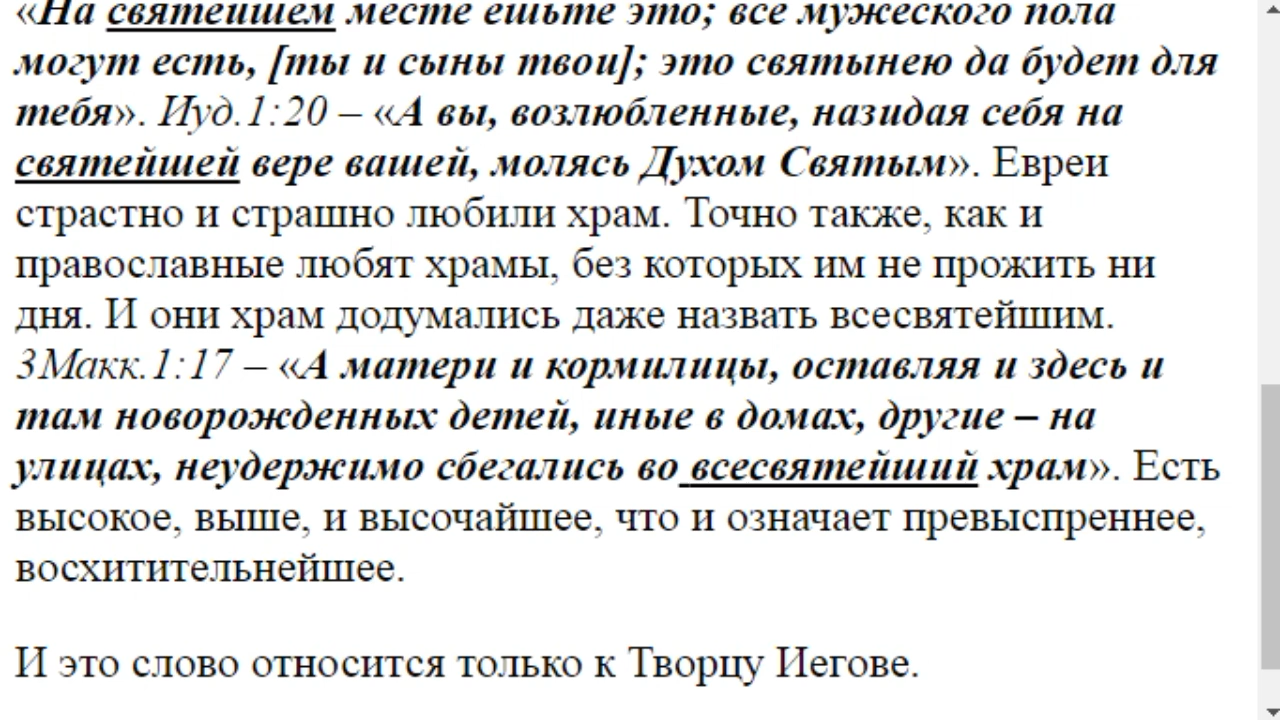 «На святейшем месте ешьте это; все мужеского пола
могут есть, [ты и сыны твои]; это святынею да будет для
тебя». Иуд.1:20 – «А вы, возлюбленные, назидая себя на
святейшей вере вашей, молясь Духом Святым». Евреи
страстно и страшно любили храм. Точно также, как и
православные любят храмы, без которых им не прожить ни
дня. И они храм додумались даже назвать всесвятейшим.
3Макк.1:17 – «А матери и кормилицы, оставляя и здесь и
там новорожденных детей, иные в домах, другие – на
улицах, неудержимо сбегались во всесвятейший храм». Есть
высокое, выше, и высочайшее, что и означает превыспреннее,
восхитительнейшее.
И это слово относится только к Творцу Иегове.